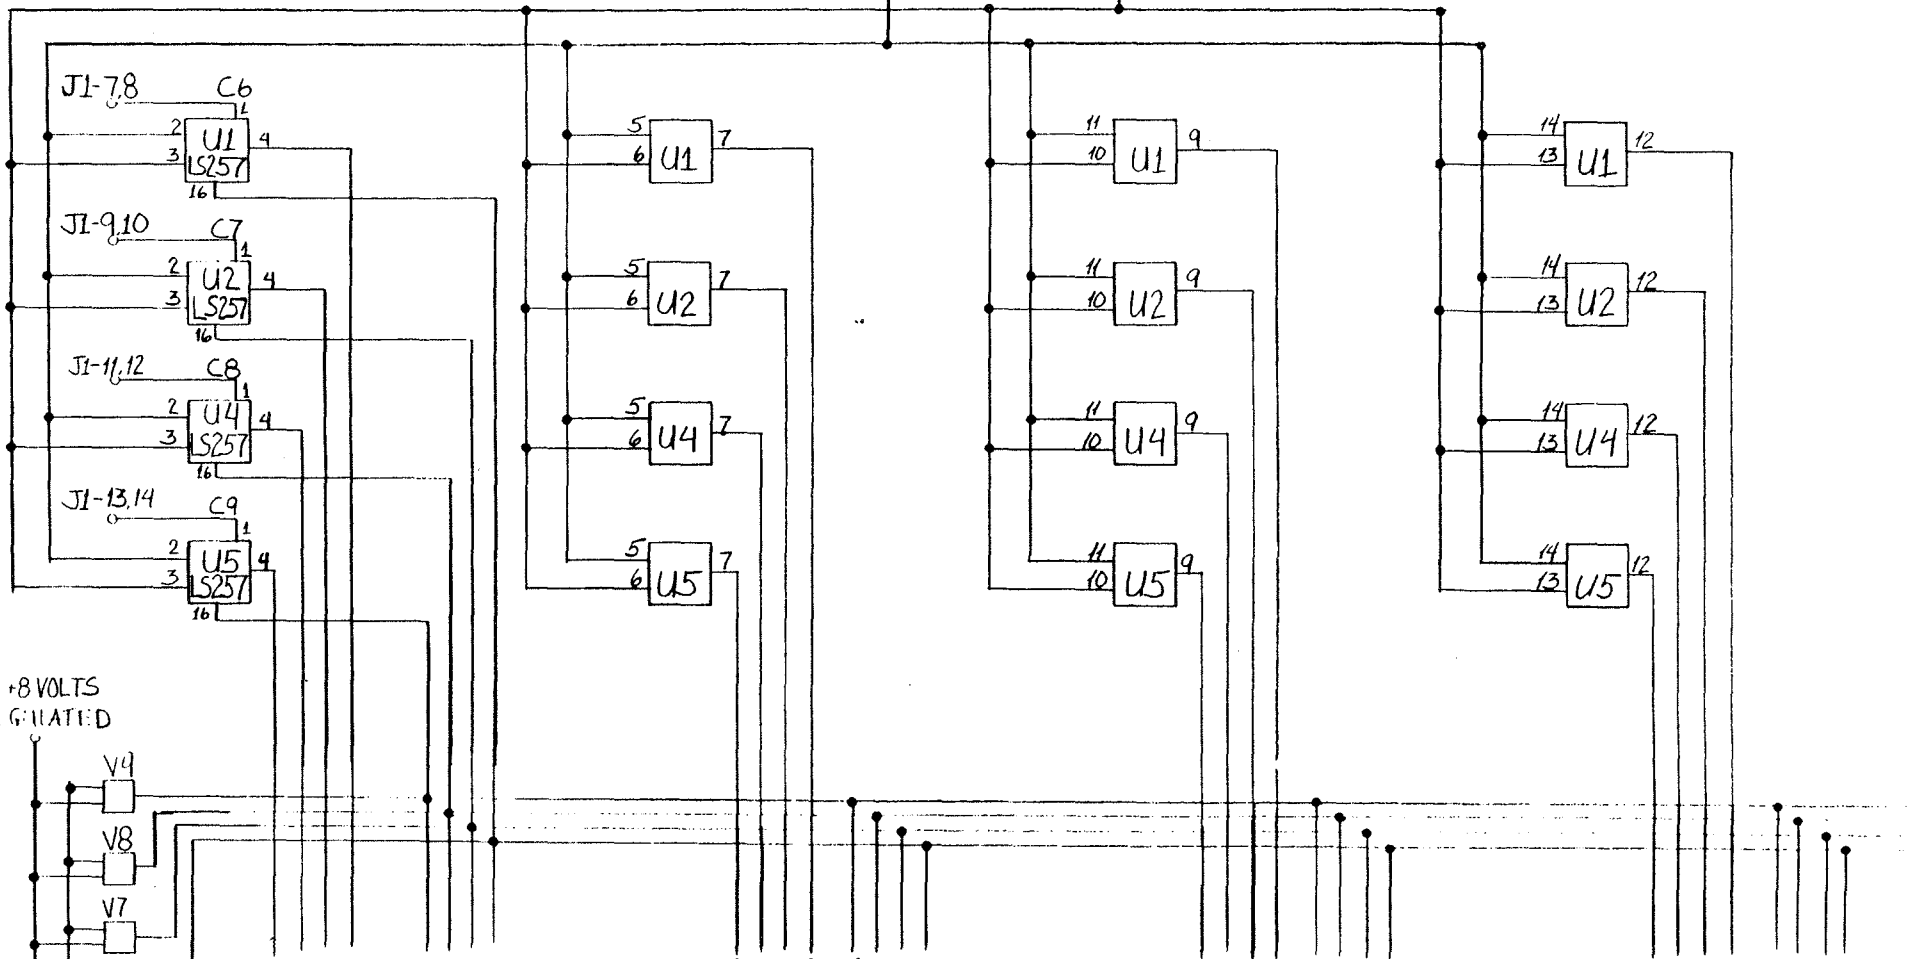 J1-7,8 C6
1
2 U1 4
3 LS257
16
5 U1 7
6
11 U1 9
10
14 U1 12
13
J1-9,10 C7
1
2 U2 4
3 LS257
16
5 U2 7
6
11 U2 9
10
14 U2 12
13
J1-11,12 C8
1
2 U4 4
3 LS257
16
5 U4 7
6
11 U4 9
10
14 U4 12
13
J1-13,14 C9
1
2 U5 4
3 LS257
16
5 U5 7
6
11 U5 9
10
14 U5 12
13
+8 VOLTS
V9
V8
V7